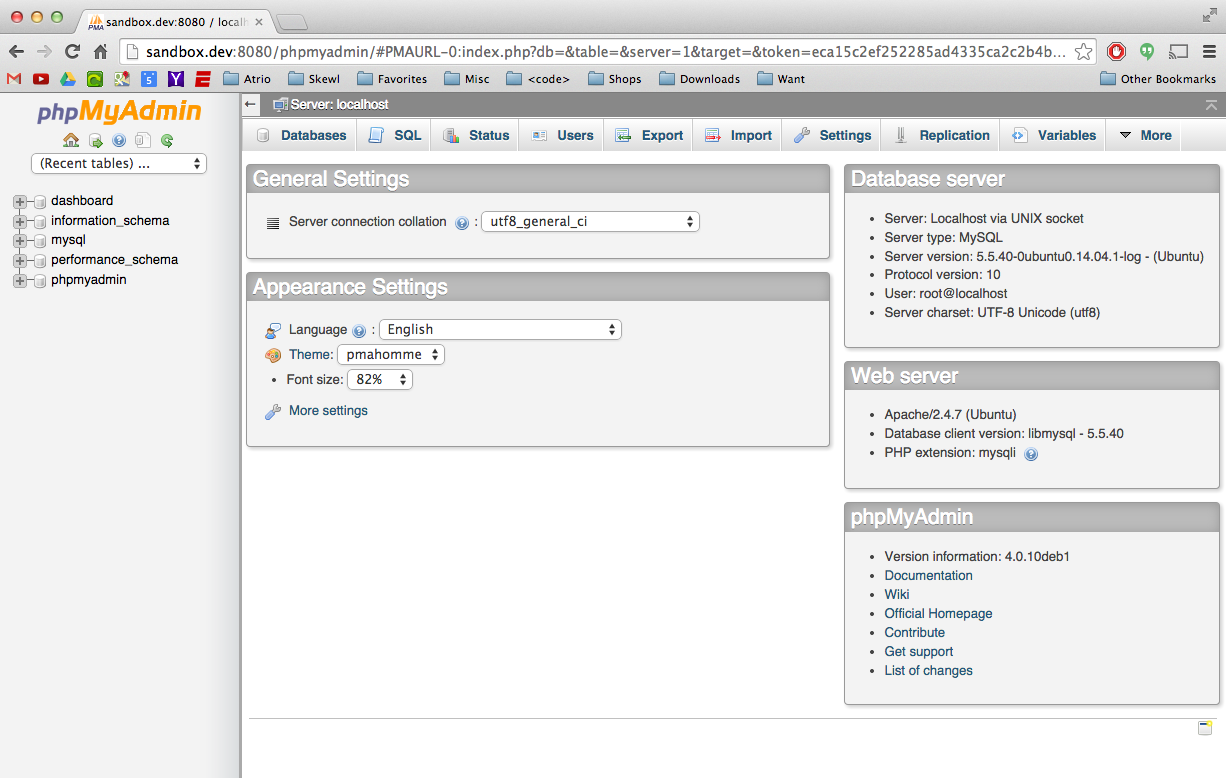 sandbox.dev:8080 / localh
sandbox.dev:8080/phpmyadmin/#PMAURL-0:index.php?db=&table=&server=1&target=&token=eca15c2ef252285ad4335ca2c2b4b...
Atrio Skewl Favorites Misc <code> Shops Downloads Want Other Bookmarks
phpMyAdmin
(Recent tables) ...
dashboard
information_schema
mysql
performance_schema
phpmyadmin
Server: localhost
Databases SQL Status Users Export Import Settings Replication Variables More
General Settings
Server connection collation : utf8_general_ci
Appearance Settings
Language : English
Theme: pmahomme
• Font size: 82%
More settings
Database server
• Server: Localhost via UNIX socket
• Server type: MySQL
• Server version: 5.5.40-0ubuntu0.14.04.1-log - (Ubuntu)
• Protocol version: 10
• User: root@localhost
• Server charset: UTF-8 Unicode (utf8)
Web server
• Apache/2.4.7 (Ubuntu)
• Database client version: libmysql - 5.5.40
• PHP extension: mysqli
phpMyAdmin
• Version information: 4.0.10deb1
• Documentation
• Wiki
• Official Homepage
• Contribute
• Get support
• List of changes